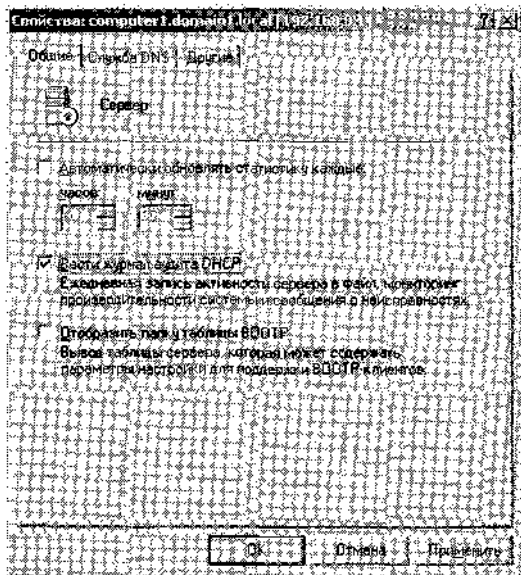 Свойства: computer1.domain1.local [192.168.0.1]
Общие Служба DNS Другие
Сервер
Автоматически обновлять статистику каждые:
часов минут
Вести журнал аудита DHCP
Ежедневная запись активности сервера в файл, мониторинг
производительности системы и сообщения о неисправностях.
Отобразить папку таблицы BOOTP
Вывод таблицы сервера, которая может содержать
параметры настройки для поддержки BOOTP-клиентов.
Ok Отмена Применить